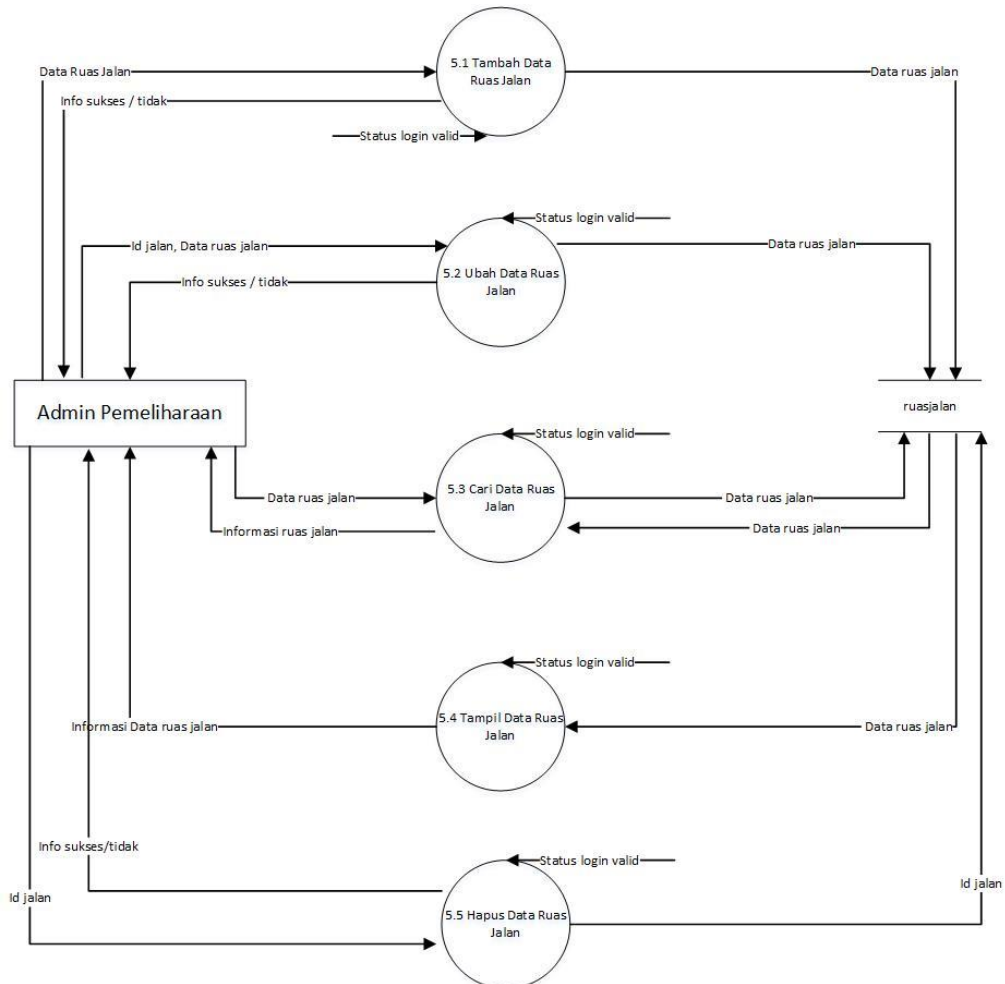 5.1 Tambah Data
Ruas Jalan
Data Ruas Jalan
Data ruas jalan
Info sukses / tidak
Status login valid
Status login valid
Id jalan, Data ruas jalan
Data ruas jalan
5.2 Ubah Data Ruas
Jalan
Info sukses / tidak
Admin Pemeliharaan
ruasjalan
Status login valid
5.3 Cari Data Ruas
Jalan
Data ruas jalan
Data ruas jalan
Informasi ruas jalan
Data ruas jalan
Status login valid
5.4 Tampil Data Ruas
Jalan
Informasi Data ruas jalan
Data ruas jalan
Info sukses/tidak
Status login valid
Id jalan
Id jalan
5.5 Hapus Data Ruas
Jalan